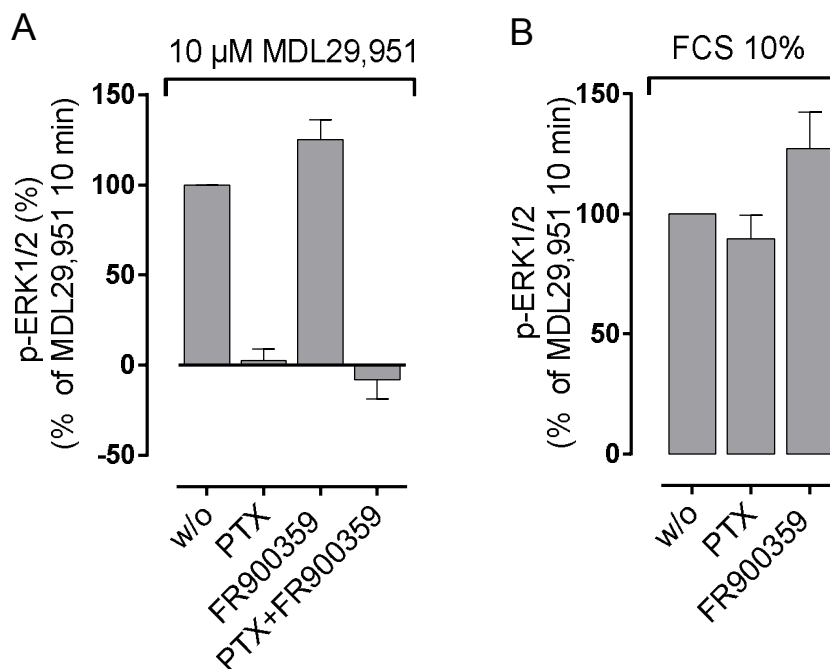 A
10 µM MDL29,951
p-ERK1/2 (%)
(% of MDL29,951 10 min)
150
100
50
0
-50
w/o
PTX
FR900359
PTX+FR900359
B
FCS 10%
p-ERK1/2
(% of MDL29,951 10 min)
150
100
50
0
w/o
PTX
FR900359